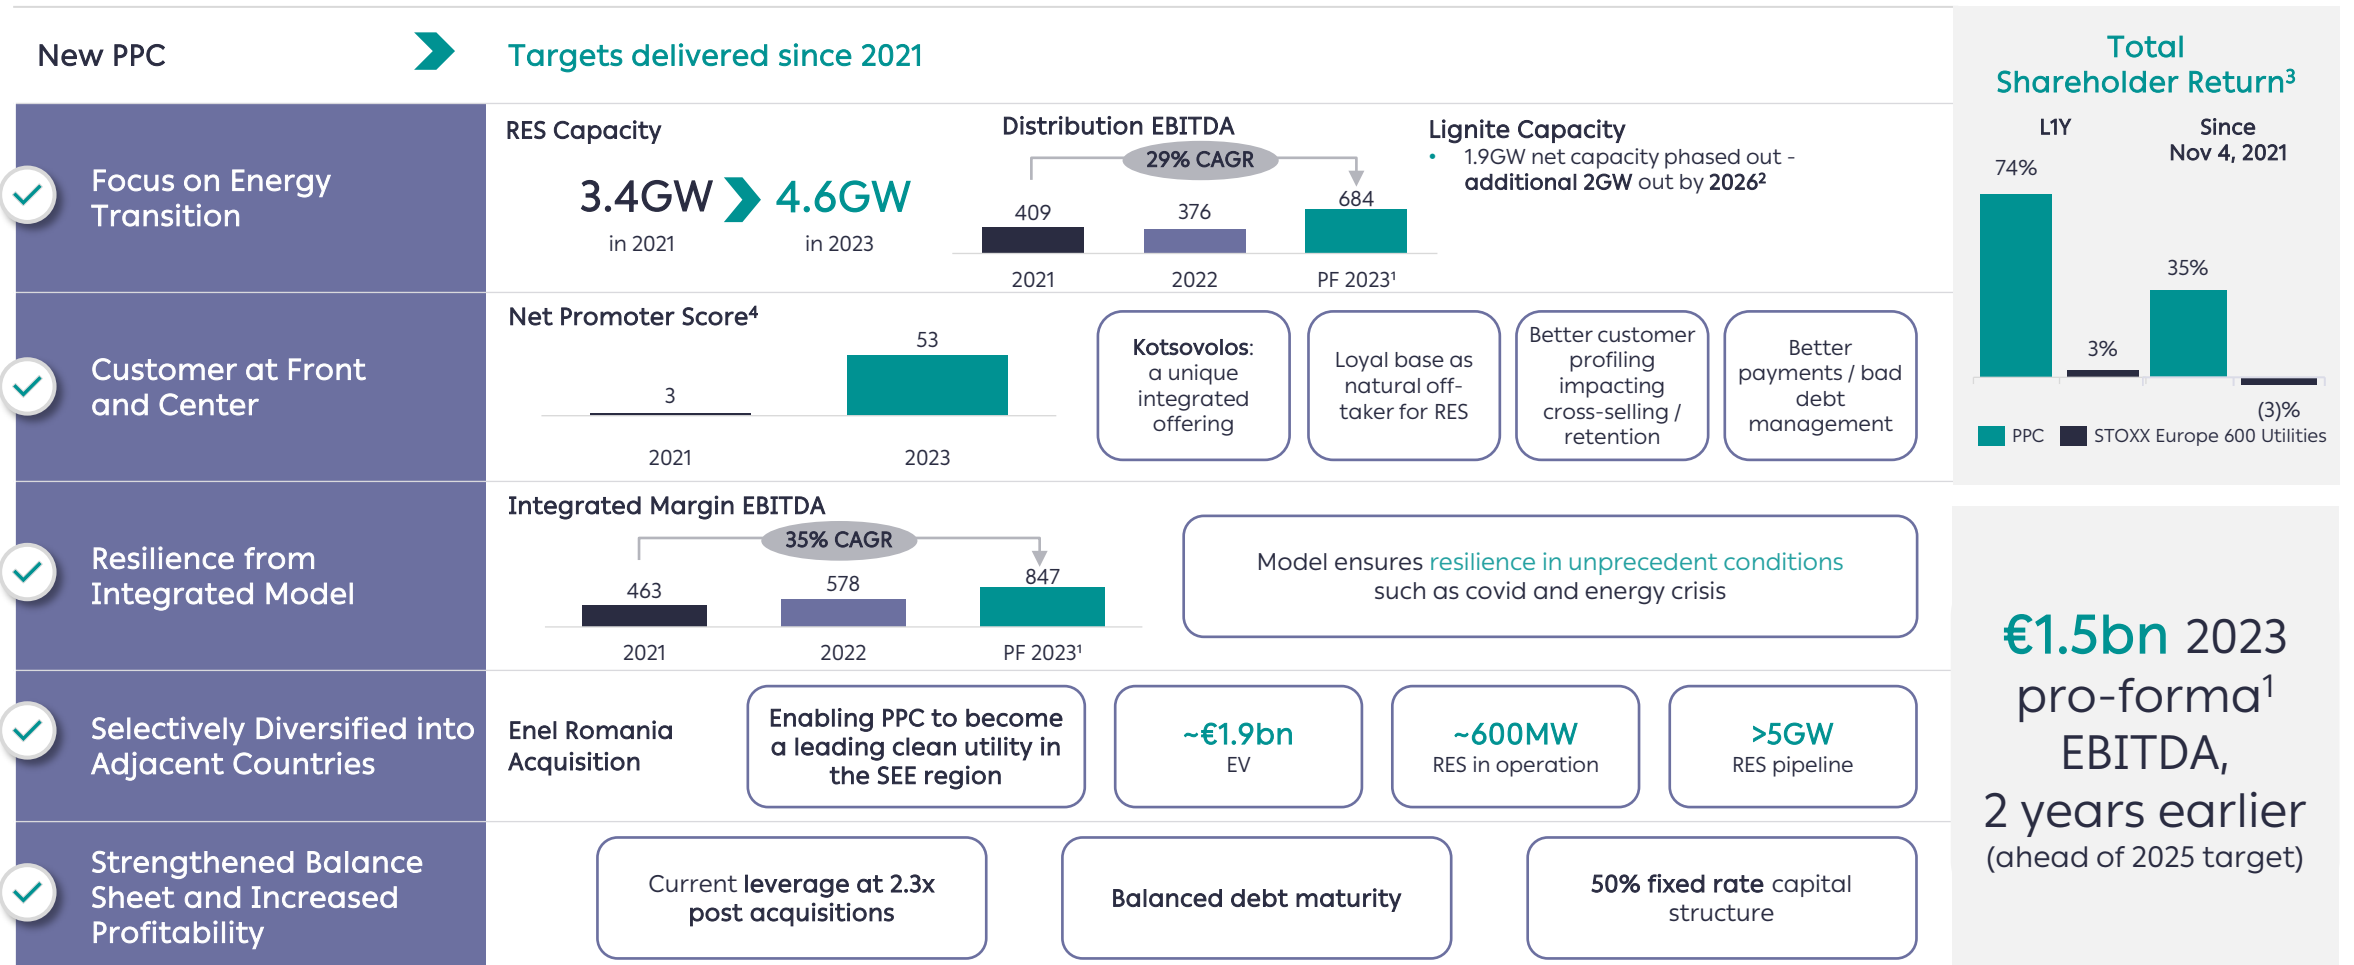 New PPC
Targets delivered since 2021
Focus on Energy
Transition
RES Capacity
3.4GW
4.6GW
in 2021
in 2023
Distribution EBITDA
29% CAGR
409
376
684
2021
2022
PF 2023¹
Lignite Capacity
• 1.9GW net capacity phased out -
additional 2GW out by 2026²
Customer at Front
and Center
Net Promoter Score⁴
3
53
2021
2023
Kotsovolos:
a unique
integrated
offering
Loyal base as
natural off-
taker for RES
Better customer
profiling
impacting
cross-selling /
retention
Better
payments / bad
debt
management
Resilience from
Integrated Model
Integrated Margin EBITDA
35% CAGR
463
578
847
2021
2022
PF 2023¹
Model ensures resilience in unprecedent conditions
such as covid and energy crisis
Selectively Diversified into
Adjacent Countries
Enel Romania
Acquisition
Enabling PPC to become
a leading clean utility in
the SEE region
~€1.9bn
EV
~600MW
RES in operation
>5GW
RES pipeline
Strengthened Balance
Sheet and Increased
Profitability
Current leverage at 2.3x
post acquisitions
Balanced debt maturity
50% fixed rate capital
structure
Total
Shareholder Return³
L1Y
Since
Nov 4, 2021
74%
3%
35%
(3)%
PPC
STOXX Europe 600 Utilities
€1.5bn 2023
pro-forma¹
EBITDA,
2 years earlier
(ahead of 2025 target)